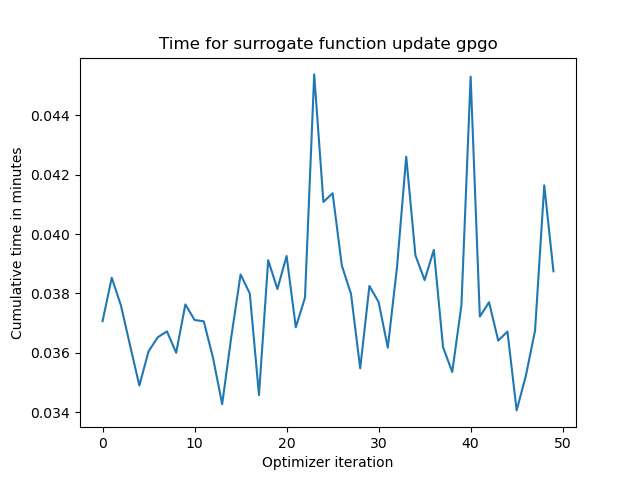 Time for surrogate function update gpgo
Cumulative time in minutes
0.044
0.042
0.040
0.038
0.036
0.034
0 10 20 30 40 50
Optimizer iteration